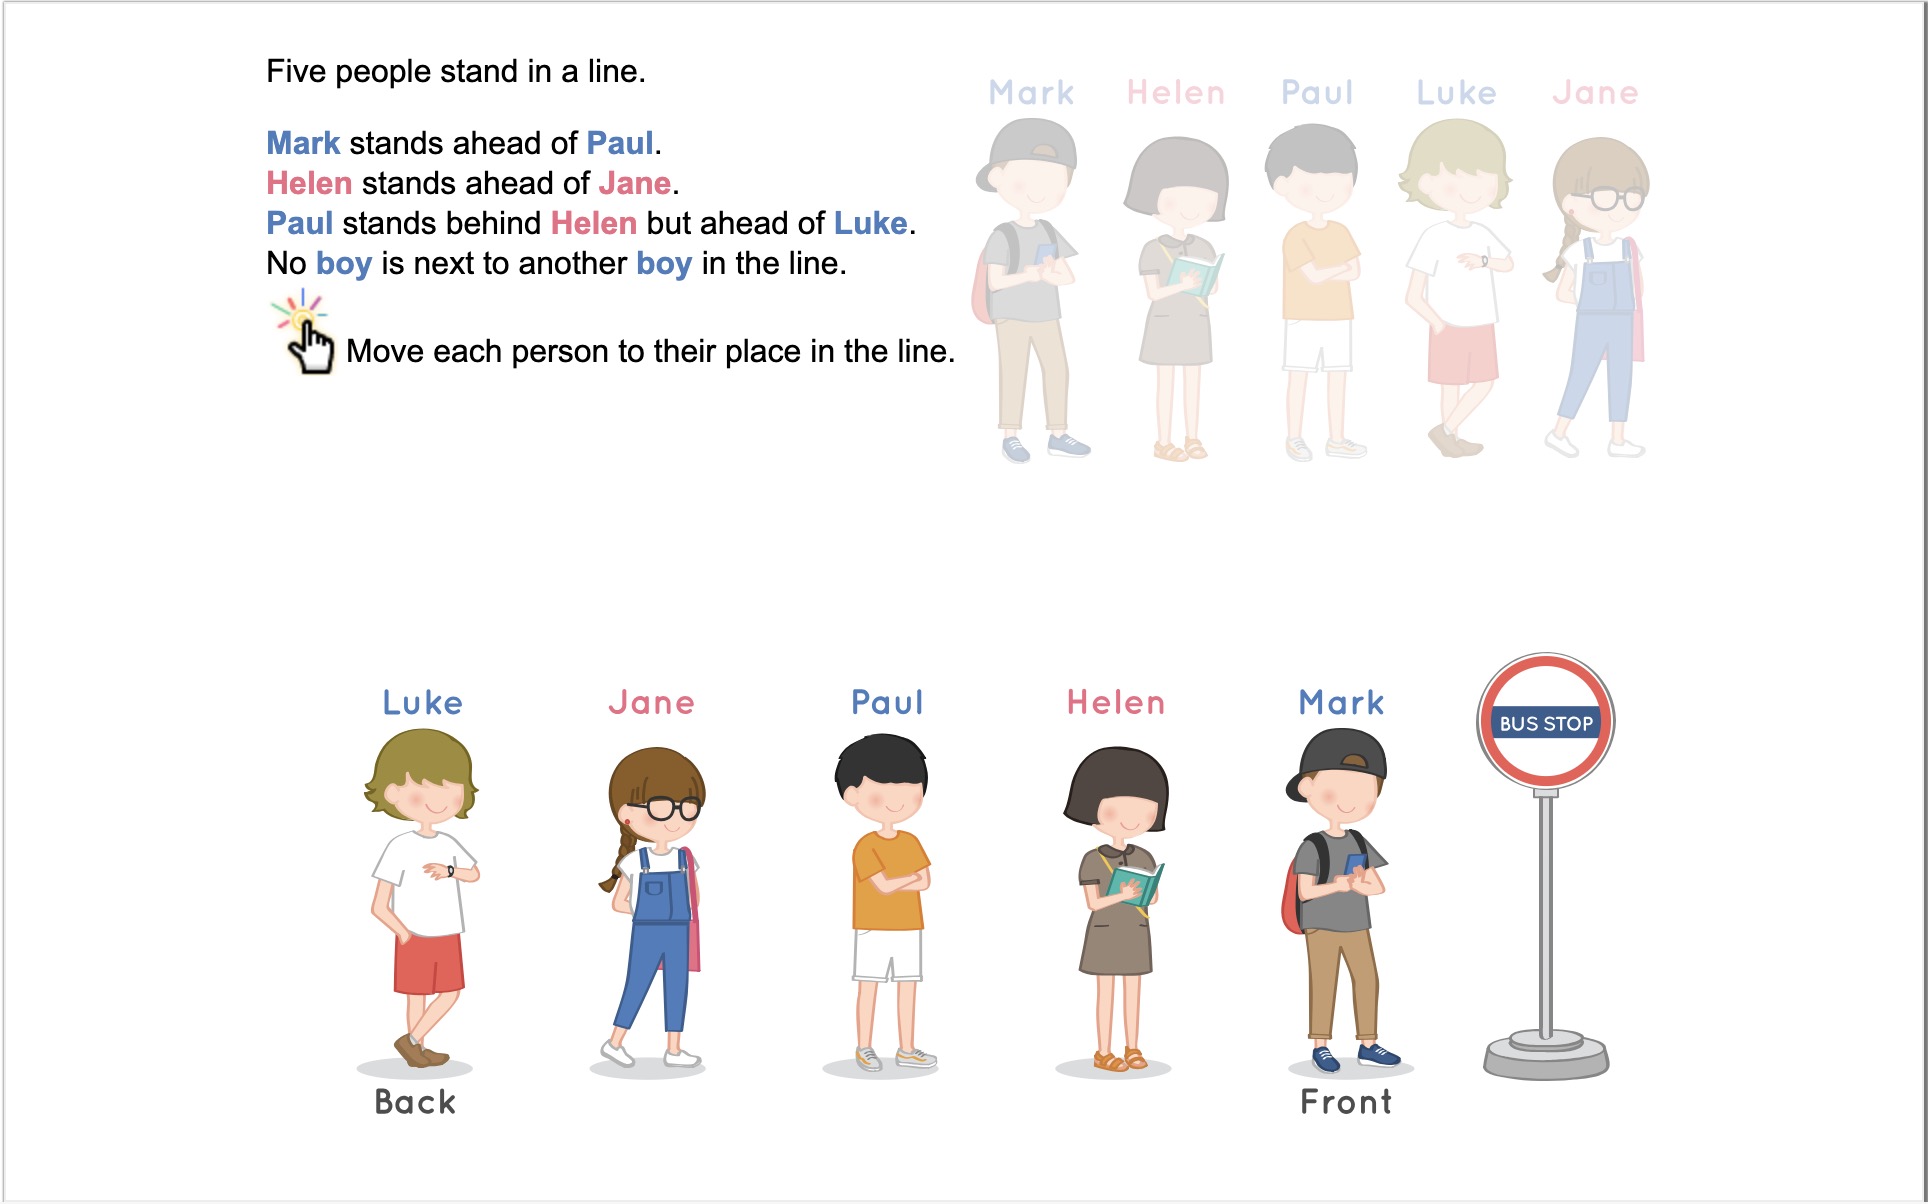 Five people stand in a line.
Mark stands ahead of Paul.
Helen stands ahead of Jane.
Paul stands behind Helen but ahead of Luke.
No boy is next to another boy in the line.
Move each person to their place in the line.
Mark Helen Paul Luke Jane
Luke Jane Paul Helen Mark
BUS STOP
Back Front